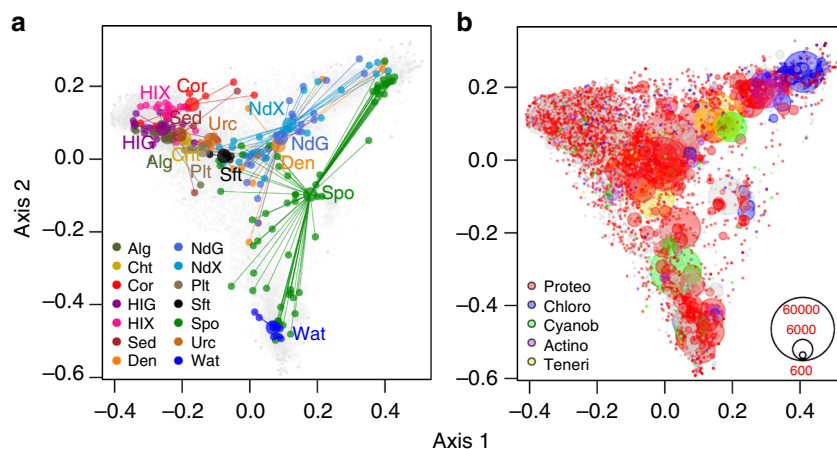 a
b
Axis 2
0.2
0.0
−0.2
−0.4
−0.6
−0.4
−0.2
0.0
0.2
0.4
HIX
Cor
Sed
Urc
HIG
Alg
Cht
Plt
Sft
NdX
NdG
Den
Spo
Wat
Alg
Cht
Cor
HIG
HIX
Sed
Den
NdG
NdX
Plt
Sft
Spo
Urc
Wat
0.2
0.0
−0.2
−0.4
−0.6
−0.4
−0.2
0.0
0.2
0.4
Proteo
Chloro
Cyanob
Actino
Teneri
60000
6000
600
Axis 1